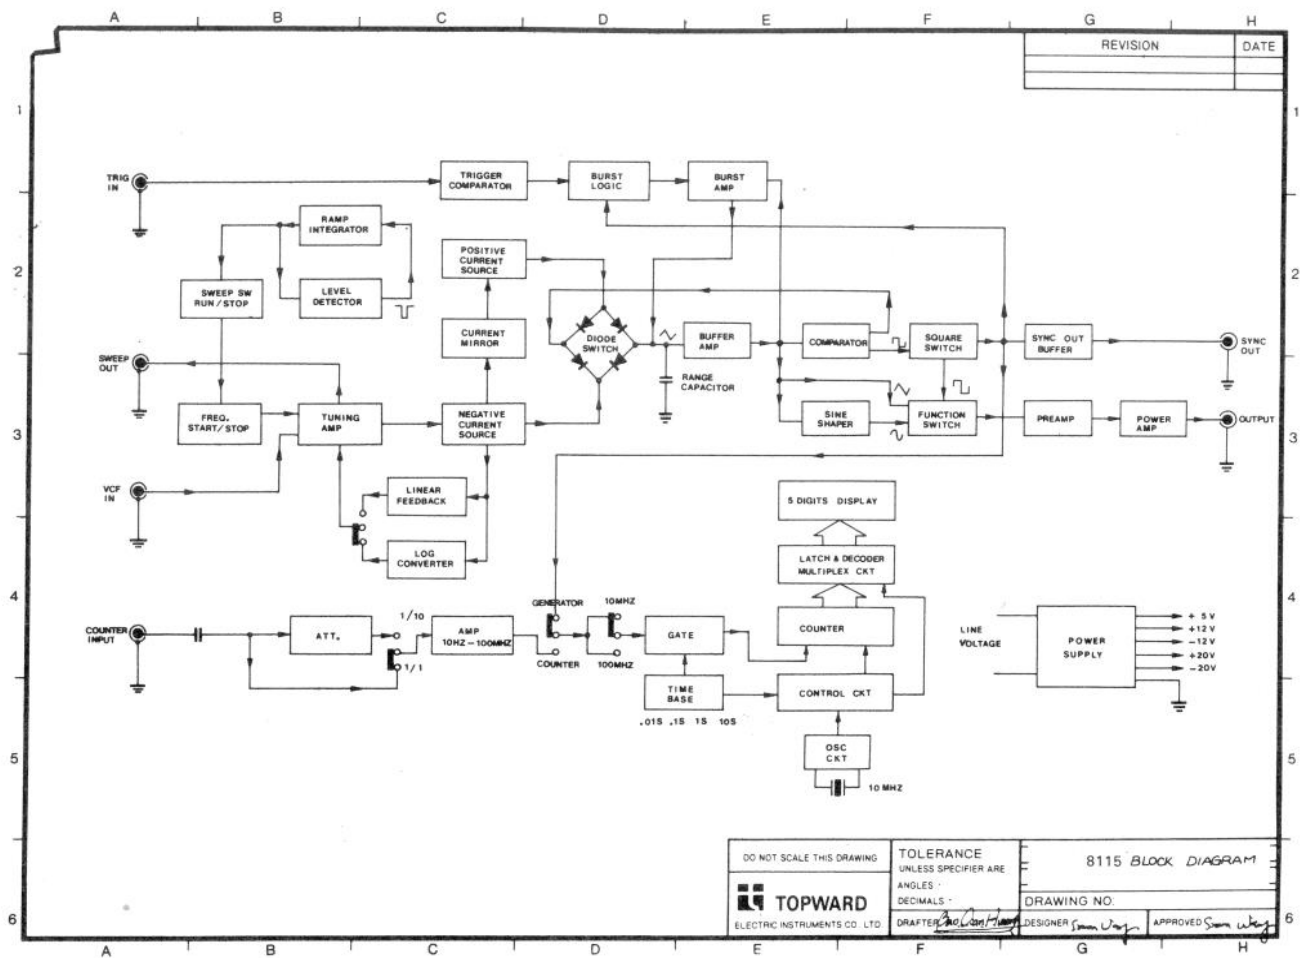 A B C D E F G H
REVISION DATE
1 1
TRIG IN
TRIGGER COMPARATOR
BURST LOGIC
BURST AMP
RAMP INTEGRATOR
POSITIVE CURRENT SOURCE
2 2
SWEEP SW RUN/STOP
LEVEL DETECTOR
CURRENT MIRROR
DIODE SWITCH
BUFFER AMP
COMPARATOR
SQUARE SWITCH
SYNC OUT BUFFER
SYNC OUT
SWEEP OUT
RANGE CAPACITOR
FREQ. START/STOP
TUNING AMP
NEGATIVE CURRENT SOURCE
SINE SHAPER
FUNCTION SWITCH
PREAMP
POWER AMP
OUTPUT
3 3
VCF IN
LINEAR FEEDBACK
5 DIGITS DISPLAY
LOG CONVERTER
LATCH & DECODER MULTIPLEX CKT
4 4
GENERATOR
10MHZ
1/10
COUNTER INPUT
ATT.
AMP 10HZ-100MHZ
GATE
COUNTER
LINE VOLTAGE
POWER SUPPLY
+ 5V
+12V
-12V
+20V
-20V
1/1
COUNTER
100MHZ
TIME BASE
CONTROL CKT
.01S .1S 1S 10S
OSC CKT
5 5
10 MHZ
DO NOT SCALE THIS DRAWING
TOLERANCE
UNLESS SPECIFIER ARE
ANGLES ·
DECIMALS ·
8115 BLOCK DIAGRAM
TOPWARD
ELECTRIC INSTRUMENTS CO. LTD
DRAWING NO:
DRAFTER
DESIGNER
APPROVED
6 6
A B C D E F G H